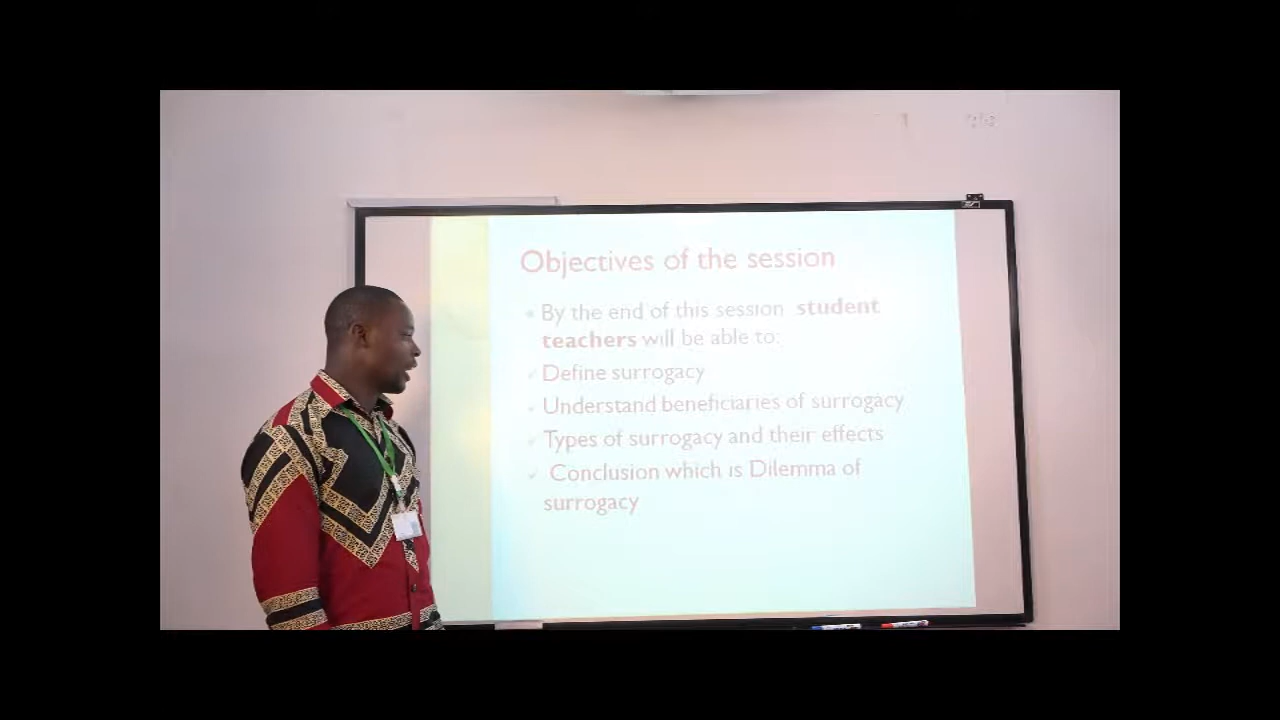 Objectives of the session
By the end of this session student
teachers will be able to:
Define surrogacy
Understand beneficiaries of surrogacy
Types of surrogacy and their effects
Conclusion which is Dilemma of
surrogacy